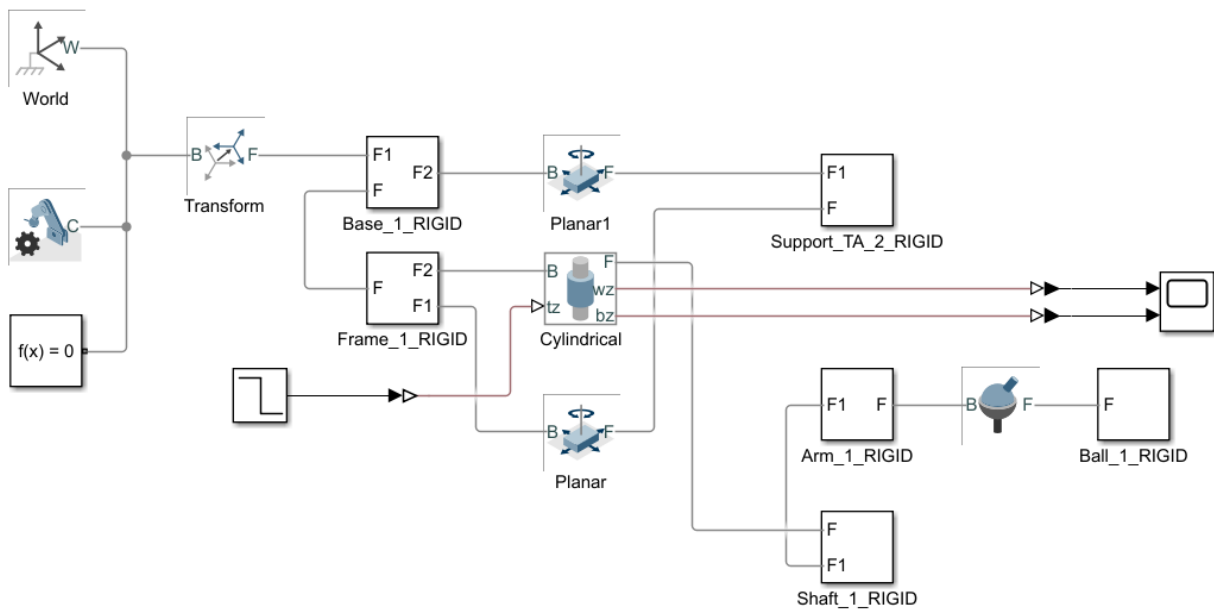 W
World
C
f(x) = 0
B
F
Transform
F1
F2
F
Base_1_RIGID
B
F
Planar1
F1
F
Support_TA_2_RIGID
F2
F
F1
Frame_1_RIGID
B
F
wz
tz
bz
Cylindrical
B
F
Planar
F1
F
Arm_1_RIGID
B
F
F
Ball_1_RIGID
F
F1
Shaft_1_RIGID